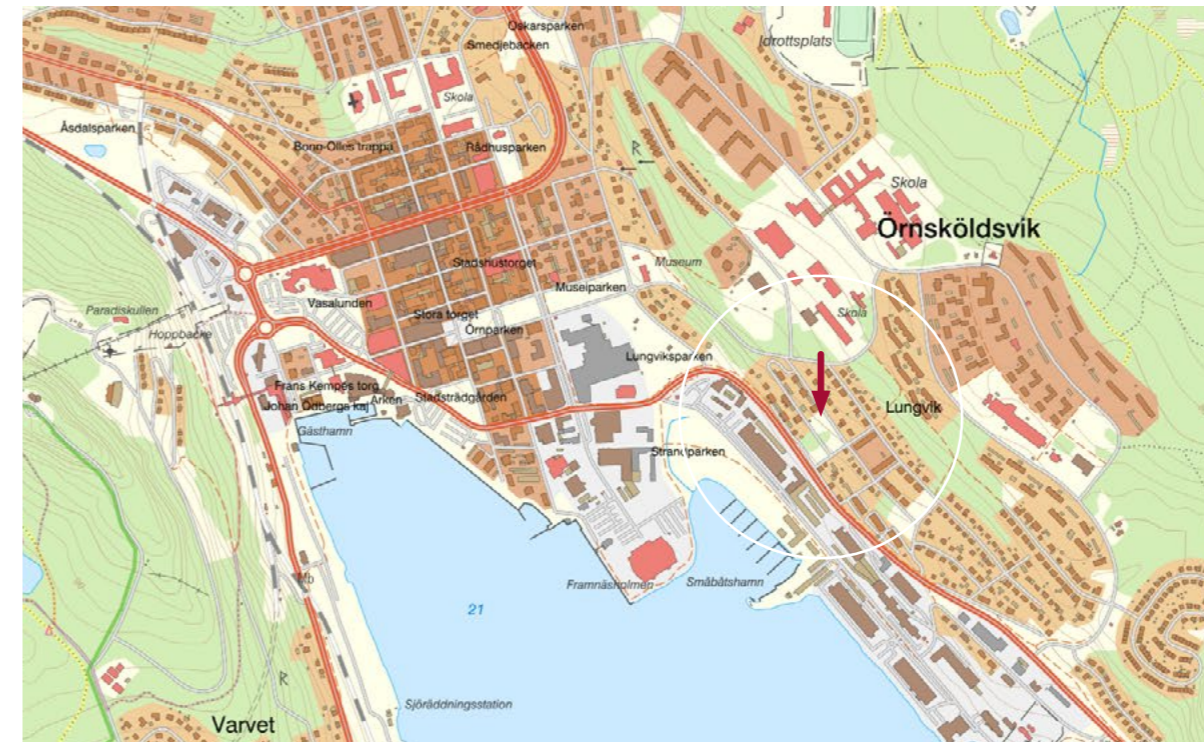 Oskarsparken
Smedjebacken
Idrottsplats
Skola
Åsdalsparken
Bonn-Olles trappa
Rådhusparken
R
Skola
Örnsköldsvik
Stadshustorget
Museum
Museiparken
Paradiskullen
Vasalunden
Stora torget
Skola
Hoppbacke
Örnparken
Lungviksparken
Frans Kempes torg
Johan Ödbergs kaj
Arken
Stadsträdgården
Lungvik
Gästhamn
Strandparken
Mb
Framnäsholmen
Småbåtshamn
21
R
Sjöräddningsstation
Varvet